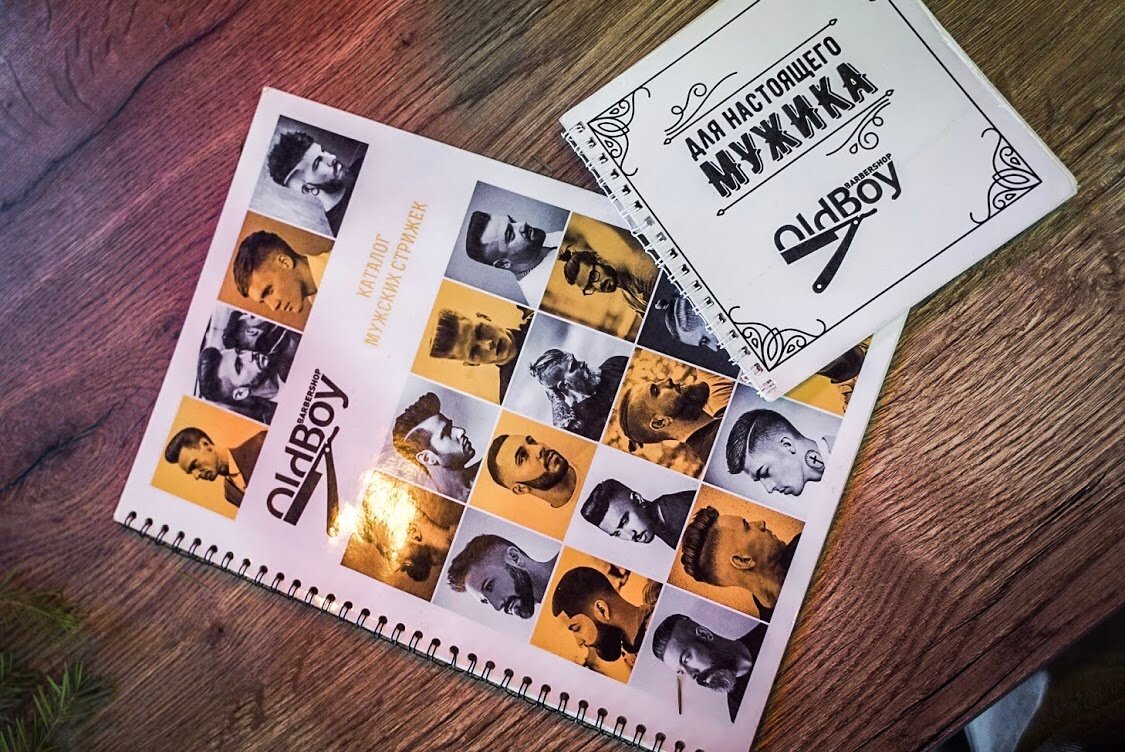 ДЛЯ НАСТОЯЩЕГО
МУЖИКА
BARBERSHOP
OldBoy
КАТАЛОГ
МУЖСКИХ СТРИЖЕК
BARBERSHOP
OldBoy